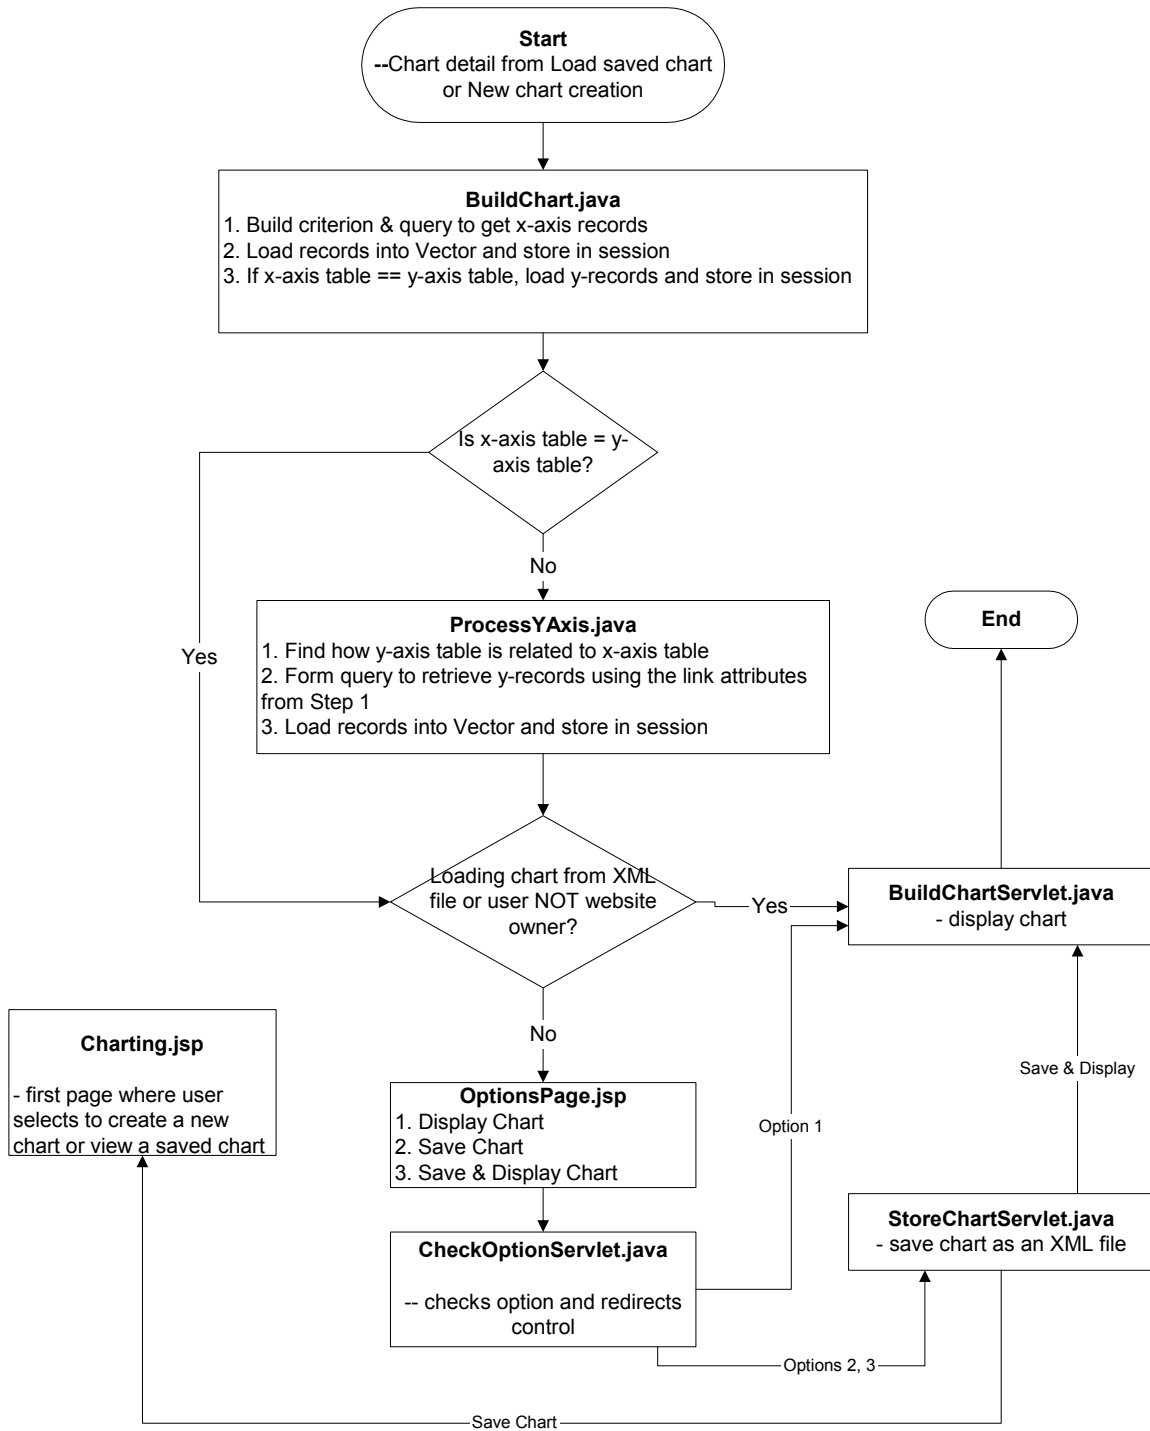 Start
--Chart detail from Load saved chart
or New chart creation
BuildChart.java
1. Build criterion & query to get x-axis records
2. Load records into Vector and store in session
3. If x-axis table == y-axis table, load y-records and store in session
Is x-axis table = y-
axis table?
No
Yes
ProcessYAxis.java
1. Find how y-axis table is related to x-axis table
2. Form query to retrieve y-records using the link attributes
from Step 1
3. Load records into Vector and store in session
End
Loading chart from XML
file or user NOT website
owner?
Yes
BuildChartServlet.java
- display chart
No
Charting.jsp
- first page where user
selects to create a new
chart or view a saved chart
OptionsPage.jsp
1. Display Chart
2. Save Chart
3. Save & Display Chart
Option 1
Save & Display
CheckOptionServlet.java
-- checks option and redirects
control
StoreChartServlet.java
- save chart as an XML file
Options 2, 3
Save Chart